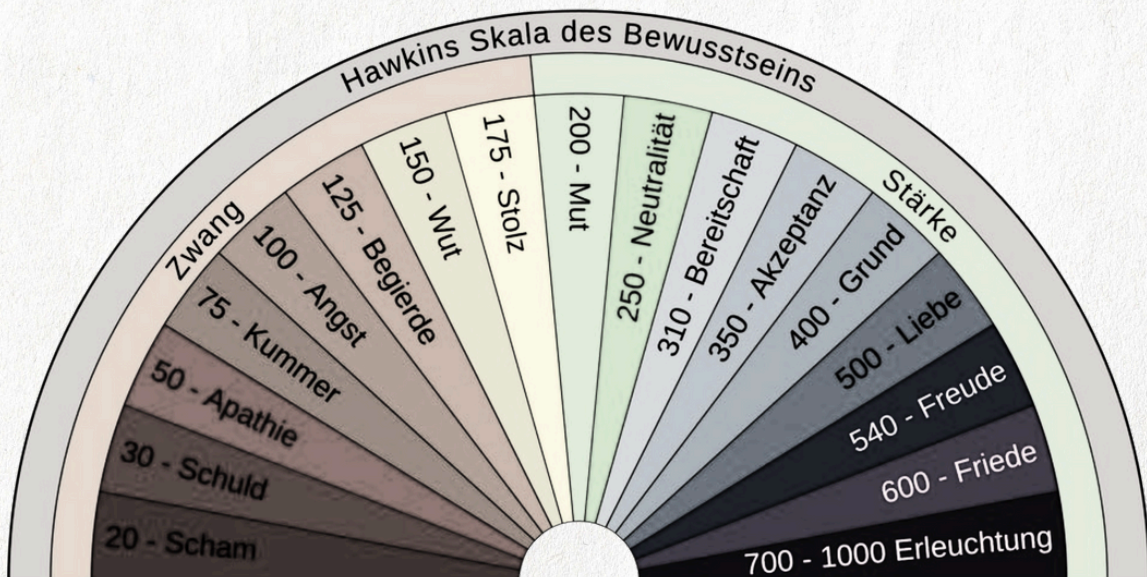 Hawkins Skala des Bewusstseins
Zwang
Stärke
20 - Scham
30 - Schuld
50 - Apathie
75 - Kummer
100 - Angst
125 - Begierde
150 - Wut
175 - Stolz
200 - Mut
250 - Neutralität
310 - Bereitschaft
350 - Akzeptanz
400 - Grund
500 - Liebe
540 - Freude
600 - Friede
700 - 1000 Erleuchtung